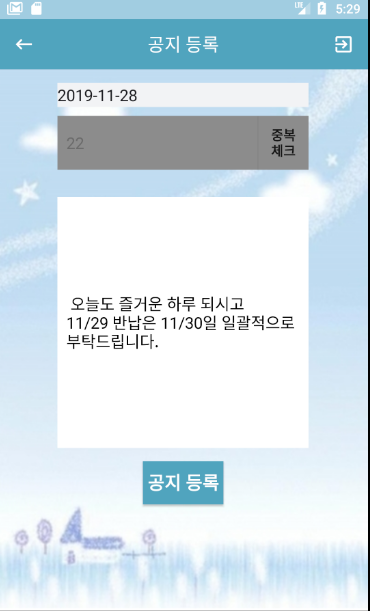 LTE 5:29
공지 등록
2019-11-28
22
중복
체크
오늘도 즐거운 하루 되시고
11/29 반납은 11/30일 일괄적으로
부탁드립니다.
공지 등록